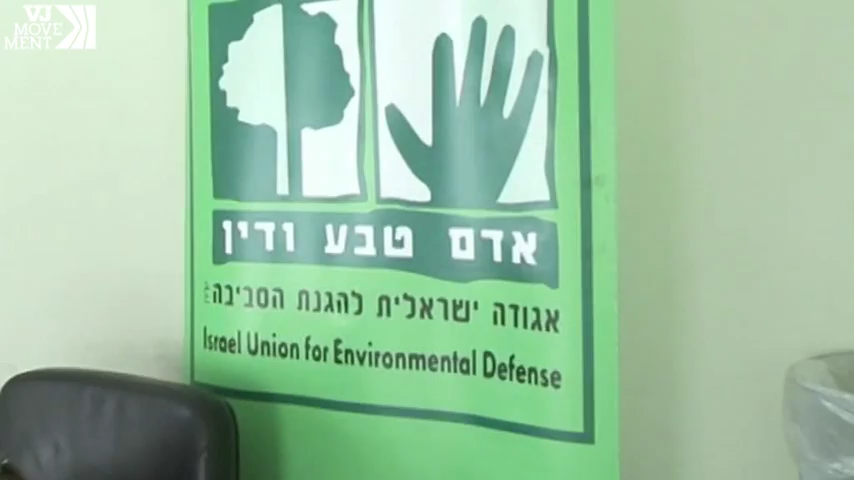 VJ
MOVE
MENT
אדם טבע ודין
אגודה ישראלית להגנת הסביבה
Israel Union for Environmental Defense